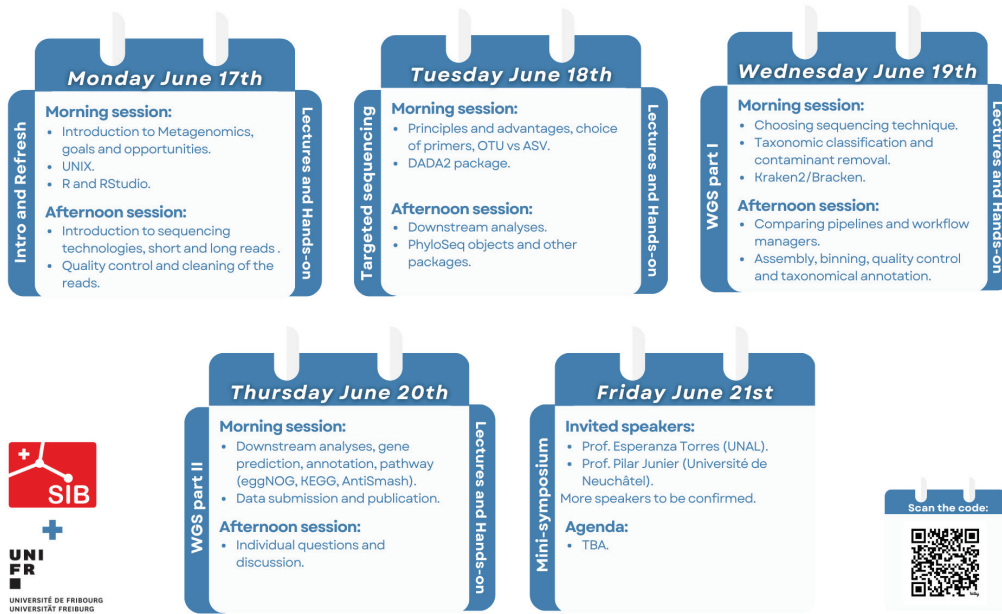 Monday June 17th
Intro and Refresh
Morning session:
• Introduction to Metagenomics,
goals and opportunities.
• UNIX.
• R and RStudio.
Afternoon session:
• Introduction to sequencing
technologies, short and long reads .
• Quality control and cleaning of the
reads.
Lectures and Hands-on
Tuesday June 18th
Targeted sequencing
Morning session:
• Principles and advantages, choice
of primers, OTU vs ASV.
• DADA2 package.
Afternoon session:
• Downstream analyses.
• PhyloSeq objects and other
packages.
Lectures and Hands-on
Wednesday June 19th
WGS part I
Morning session:
• Choosing sequencing technique.
• Taxonomic classification and
contaminant removal.
• Kraken2/Bracken.
Afternoon session:
• Comparing pipelines and workflow
managers.
• Assembly, binning, quality control
and taxonomical annotation.
Lectures and Hands-on
Thursday June 20th
WGS part II
Morning session:
• Downstream analyses, gene
prediction, annotation, pathway
(eggNOG, KEGG, AntiSmash).
• Data submission and publication.
Afternoon session:
• Individual questions and
discussion.
Lectures and Hands-on
Friday June 21st
Mini-symposium
Invited speakers:
• Prof. Esperanza Torres (UNAL).
• Prof. Pilar Junier (Université de
Neuchâtel).
More speakers to be confirmed.
Agenda:
• TBA.
SIB
+
UNI
FR
UNIVERSITÉ DE FRIBOURG
UNIVERSITÄT FREIBURG
Scan the code: